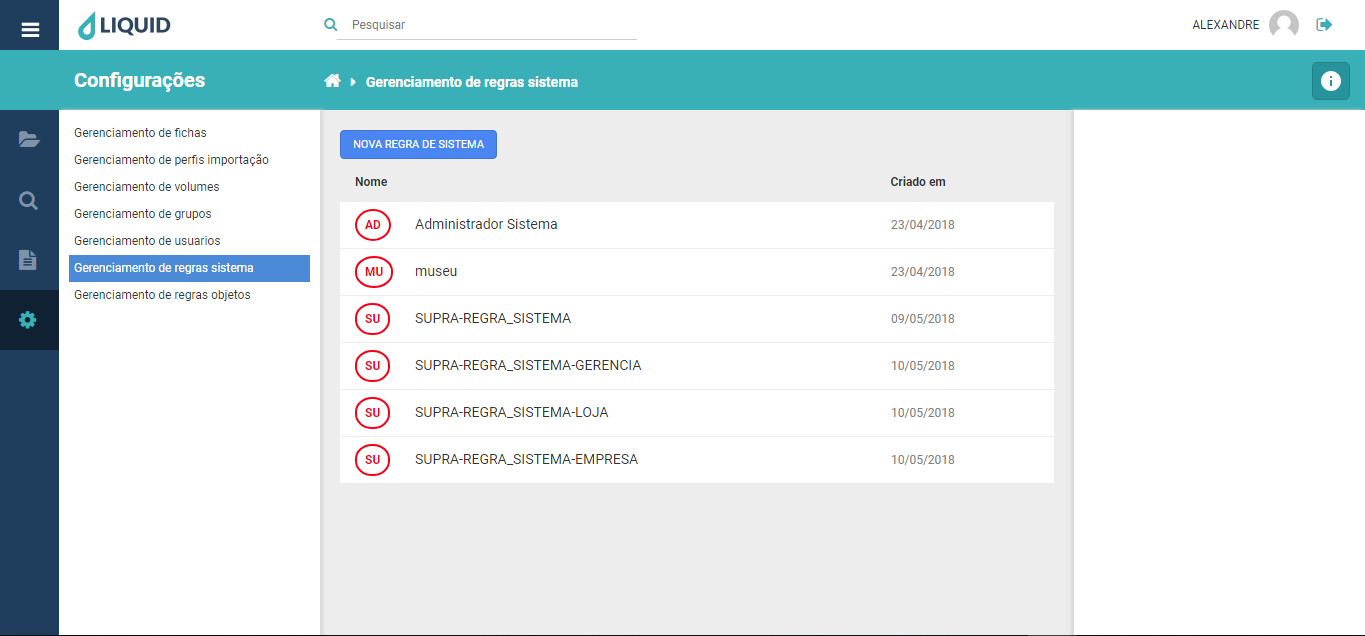 LIQUID
Pesquisar
ALEXANDRE
Configurações
Gerenciamento de regras sistema
Gerenciamento de fichas
Gerenciamento de perfis importação
Gerenciamento de volumes
Gerenciamento de grupos
Gerenciamento de usuarios
Gerenciamento de regras sistema
Gerenciamento de regras objetos
NOVA REGRA DE SISTEMA
Nome Criado em
AD Administrador Sistema 23/04/2018
MU museu 23/04/2018
SU SUPRA-REGRA_SISTEMA 09/05/2018
SU SUPRA-REGRA_SISTEMA-GERENCIA 10/05/2018
SU SUPRA-REGRA_SISTEMA-LOJA 10/05/2018
SU SUPRA-REGRA_SISTEMA-EMPRESA 10/05/2018